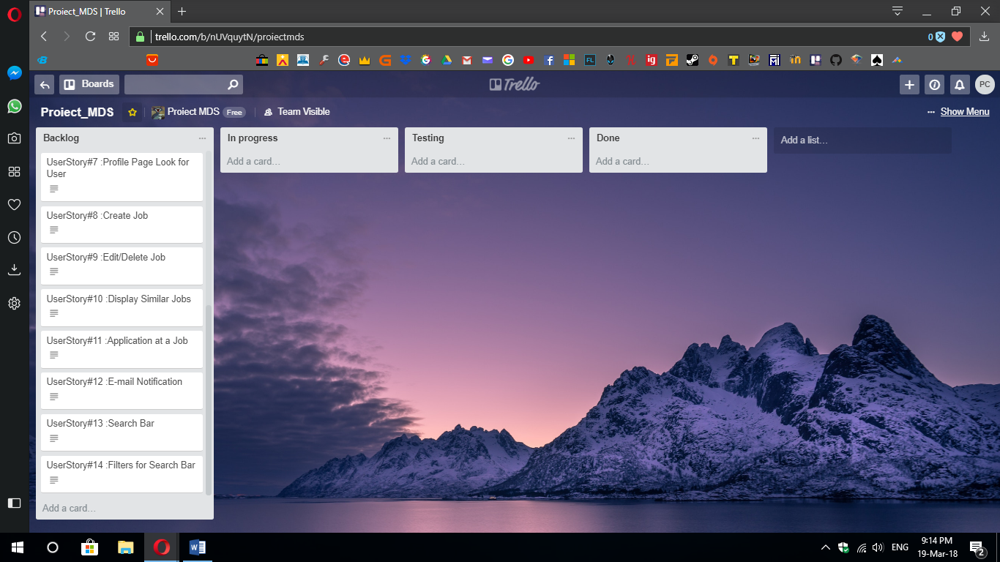 Proiect_MDS | Trello
trello.com/b/nUVquytN/proiectmds
0
Boards
Trello
PC
Proiect_MDS
Proiect MDS Free
Team Visible
... Show Menu
Backlog
UserStory#7 :Profile Page Look for
User
UserStory#8 :Create Job
UserStory#9 :Edit/Delete Job
UserStory#10 :Display Similar Jobs
UserStory#11 :Application at a Job
UserStory#12 :E-mail Notification
UserStory#13 :Search Bar
UserStory#14 :Filters for Search Bar
Add a card...
In progress
Add a card...
Testing
Add a card...
Done
Add a card...
Add a list...
ENG
9:14 PM
19-Mar-18
2